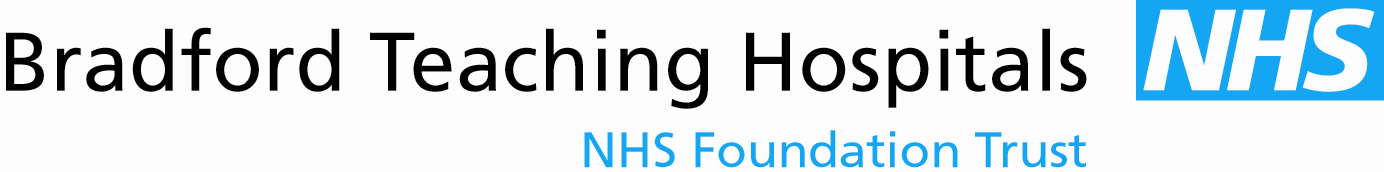 Bradford Teaching Hospitals NHS
NHS Foundation Trust